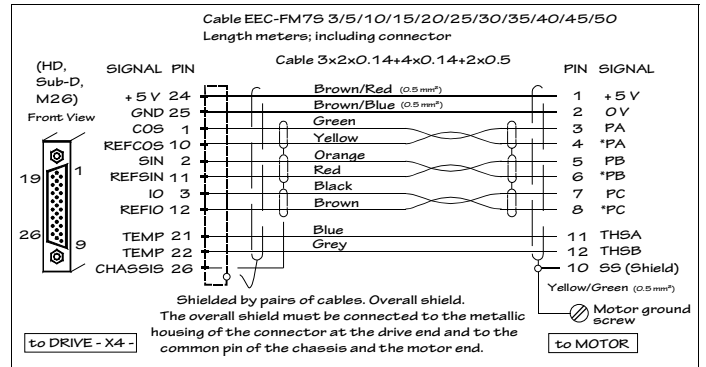 Cable EEC-FM7S 3/5/10/15/20/25/30/35/40/45/50
Length meters; including connector
Cable 3x2x0.14+4x0.14+2x0.5
(HD,
Sub-D,
M26)
Front View
19
1
26
9
SIGNAL PIN
PIN SIGNAL
+5 V 24 Brown/Red (0.5 mm²) 1 +5 V
GND 25 Brown/Blue (0.5 mm²) 2 0 V
COS 1 Green 3 PA
REFCOS 10 Yellow 4 *PA
SIN 2 Orange 5 PB
REFSIN 11 Red 6 *PB
IO 3 Black 7 PC
REFIO 12 Brown 8 *PC
TEMP 21 Blue 11 THSA
TEMP 22 Grey 12 THSB
CHASSIS 26 10 SS (Shield)
Yellow/Green (0.5 mm²)
Motor ground
screw
Shielded by pairs of cables. Overall shield.
The overall shield must be connected to the metallic
housing of the connector at the drive end and to the
common pin of the chassis and the motor end.
to DRIVE - X4 -
to MOTOR